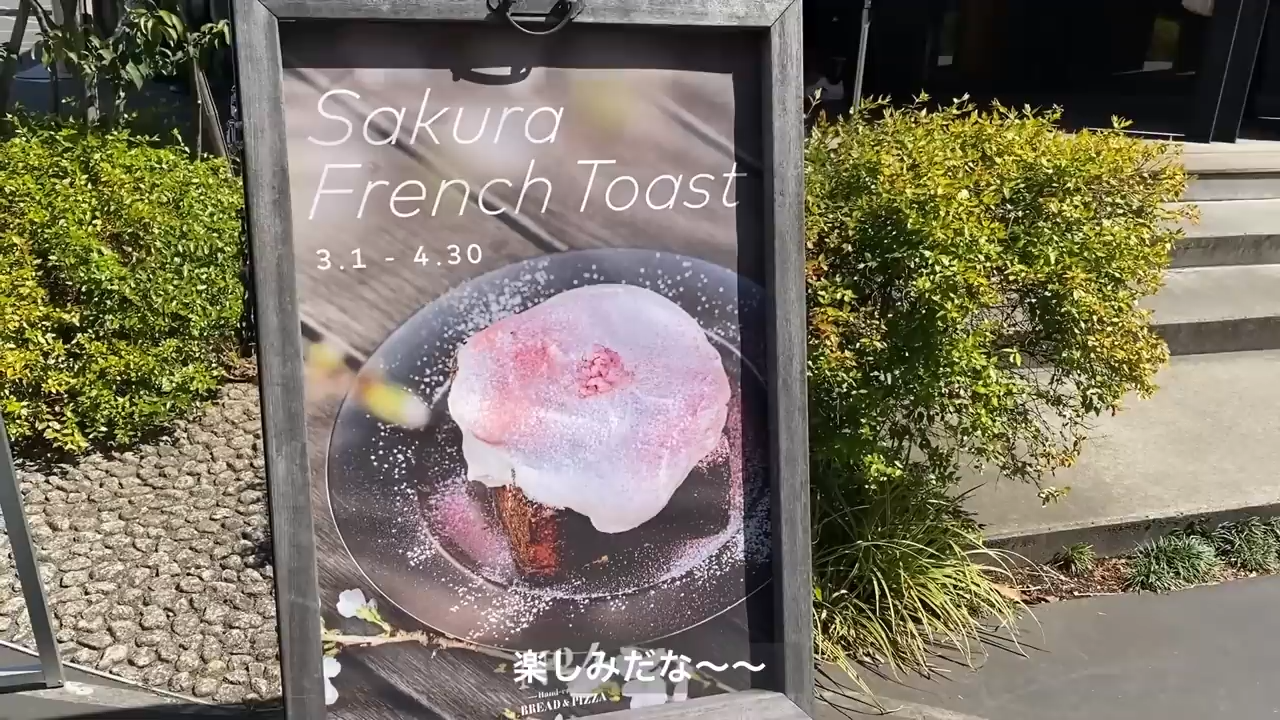 Sakura
French Toast
3.1 - 4.30
楽しみだな〜〜
BREAD & PIZZA